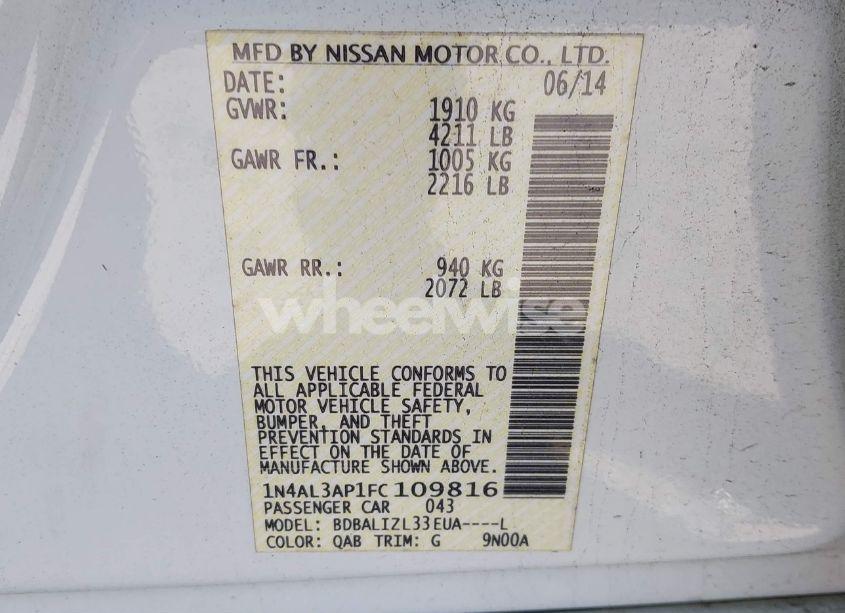 MFD BY NISSAN MOTOR CO., LTD.
DATE: 06/14
GVWR: 1910 KG
4211 LB
GAWR FR.: 1005 KG
2216 LB
GAWR RR.: 940 KG
2072 LB
wheelwise
THIS VEHICLE CONFORMS TO
ALL APPLICABLE FEDERAL
MOTOR VEHICLE SAFETY,
BUMPER, AND THEFT
PREVENTION STANDARDS IN
EFFECT ON THE DATE OF
MANUFACTURE SHOWN ABOVE.
1N4AL3AP1FC109816
PASSENGER CAR 043
MODEL: BDBALIZL33EUA----L
COLOR: QAB TRIM: G 9N00A